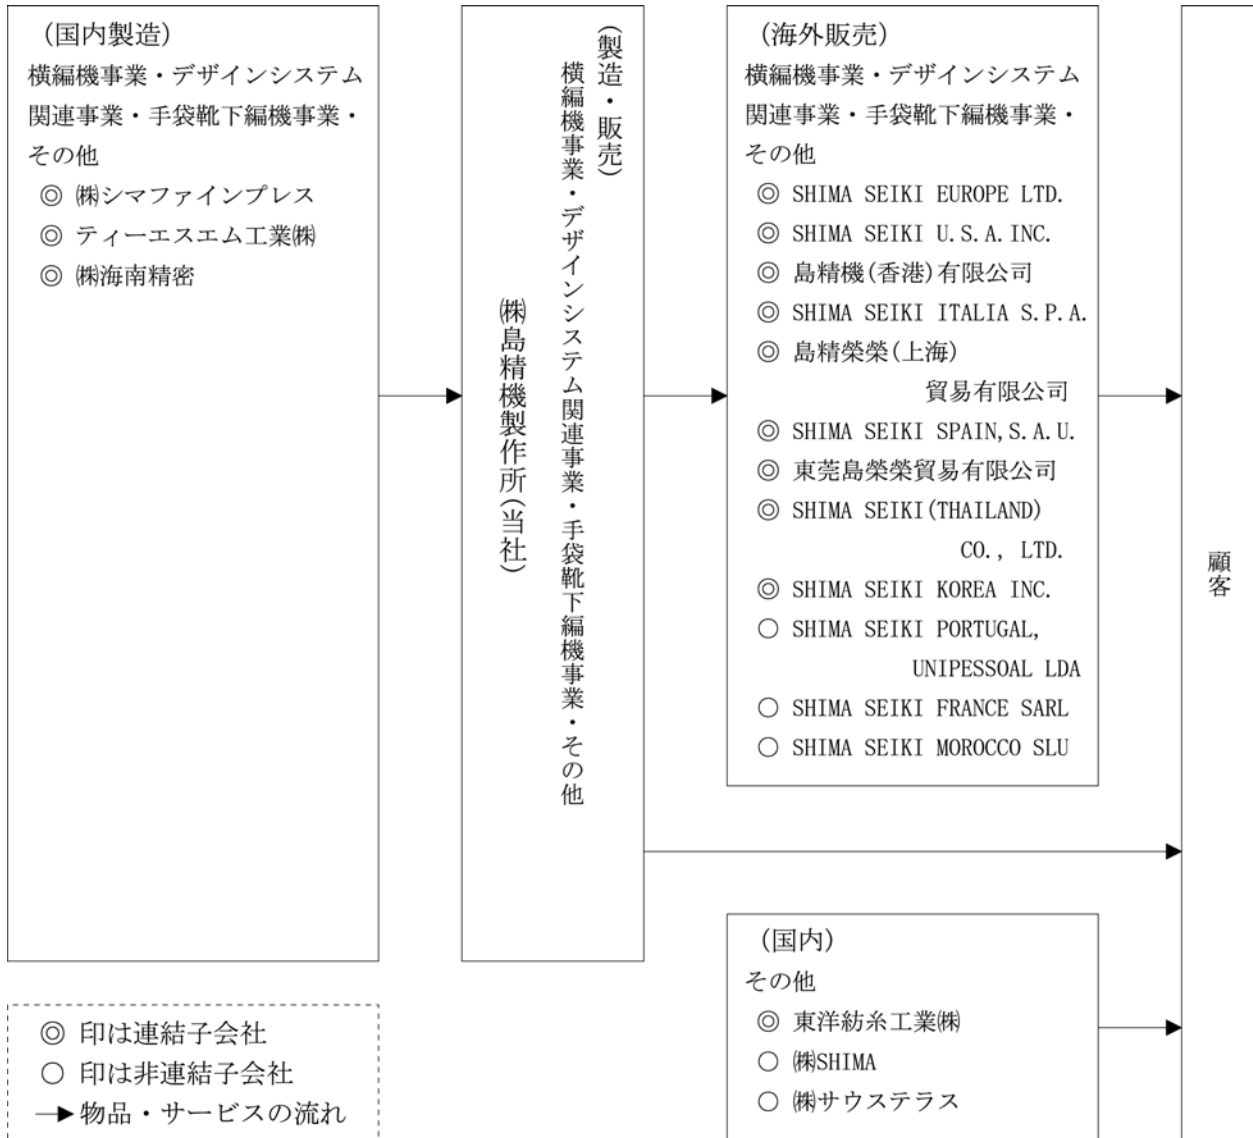 (国内製造)
横編機事業・デザインシステム
関連事業・手袋靴下編機事業・
その他
◎ ㈱シマファインプレス
◎ ティーエスエム工業㈱
◎ ㈱海南精密
(製造・販売)
横編機事業・デザインシステム関連事業・手袋靴下編機事業・その他
㈱島精機製作所(当社)
(海外販売)
横編機事業・デザインシステム
関連事業・手袋靴下編機事業・
その他
◎ SHIMA SEIKI EUROPE LTD.
◎ SHIMA SEIKI U.S.A.INC.
◎ 島精機(香港)有限公司
◎ SHIMA SEIKI ITALIA S.P.A.
◎ 島精榮榮(上海)
貿易有限公司
◎ SHIMA SEIKI SPAIN,S.A.U.
◎ 東莞島榮榮貿易有限公司
◎ SHIMA SEIKI(THAILAND)
CO., LTD.
◎ SHIMA SEIKI KOREA INC.
○ SHIMA SEIKI PORTUGAL,
UNIPESSOAL LDA
○ SHIMA SEIKI FRANCE SARL
○ SHIMA SEIKI MOROCCO SLU
(国内)
その他
◎ 東洋紡糸工業㈱
○ ㈱SHIMA
○ ㈱サウステラス
顧客
◎ 印は連結子会社
○ 印は非連結子会社
→ 物品・サービスの流れ